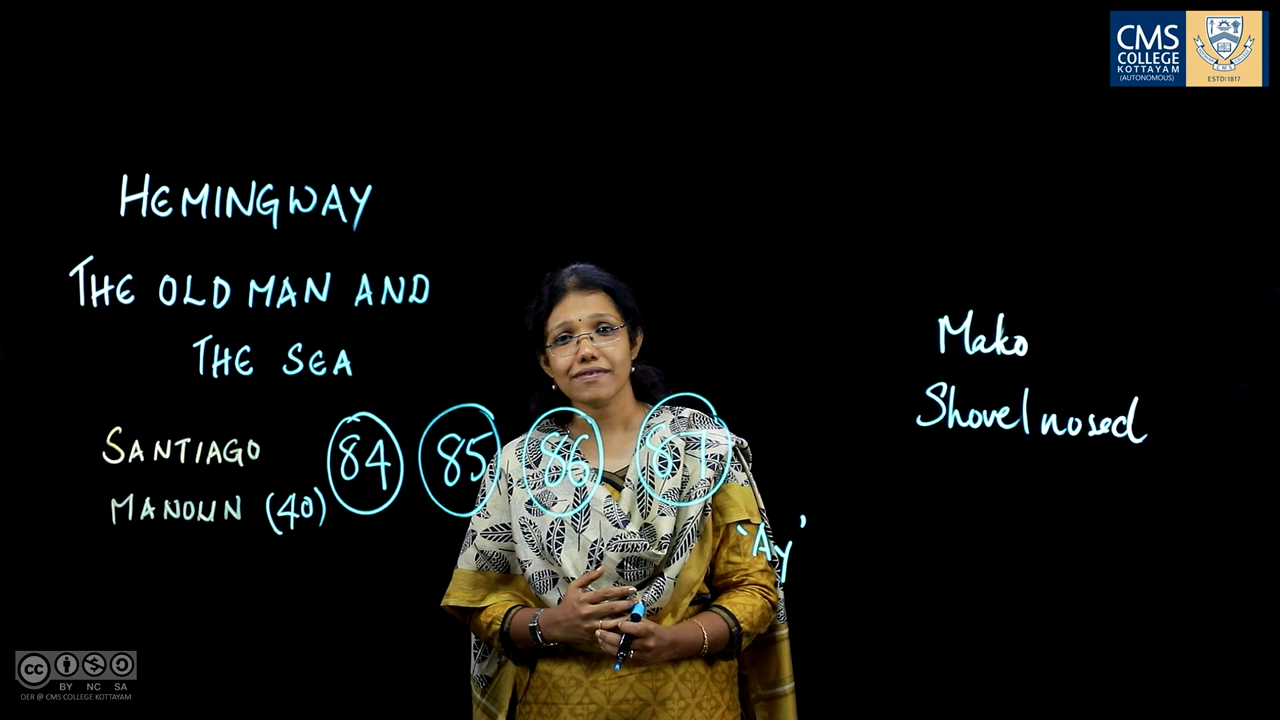 CMS
COLLEGE
KOTTAYAM
(AUTONOMOUS)
ESTD:1817
HEMINGWAY
THE OLD MAN AND
THE SEA
SANTIAGO 84 85 86 87
MANOLIN (40)
'Ay'
Mako
Shovel nosed
cc
BY NC SA
OER @ CMS COLLEGE KOTTAYAM